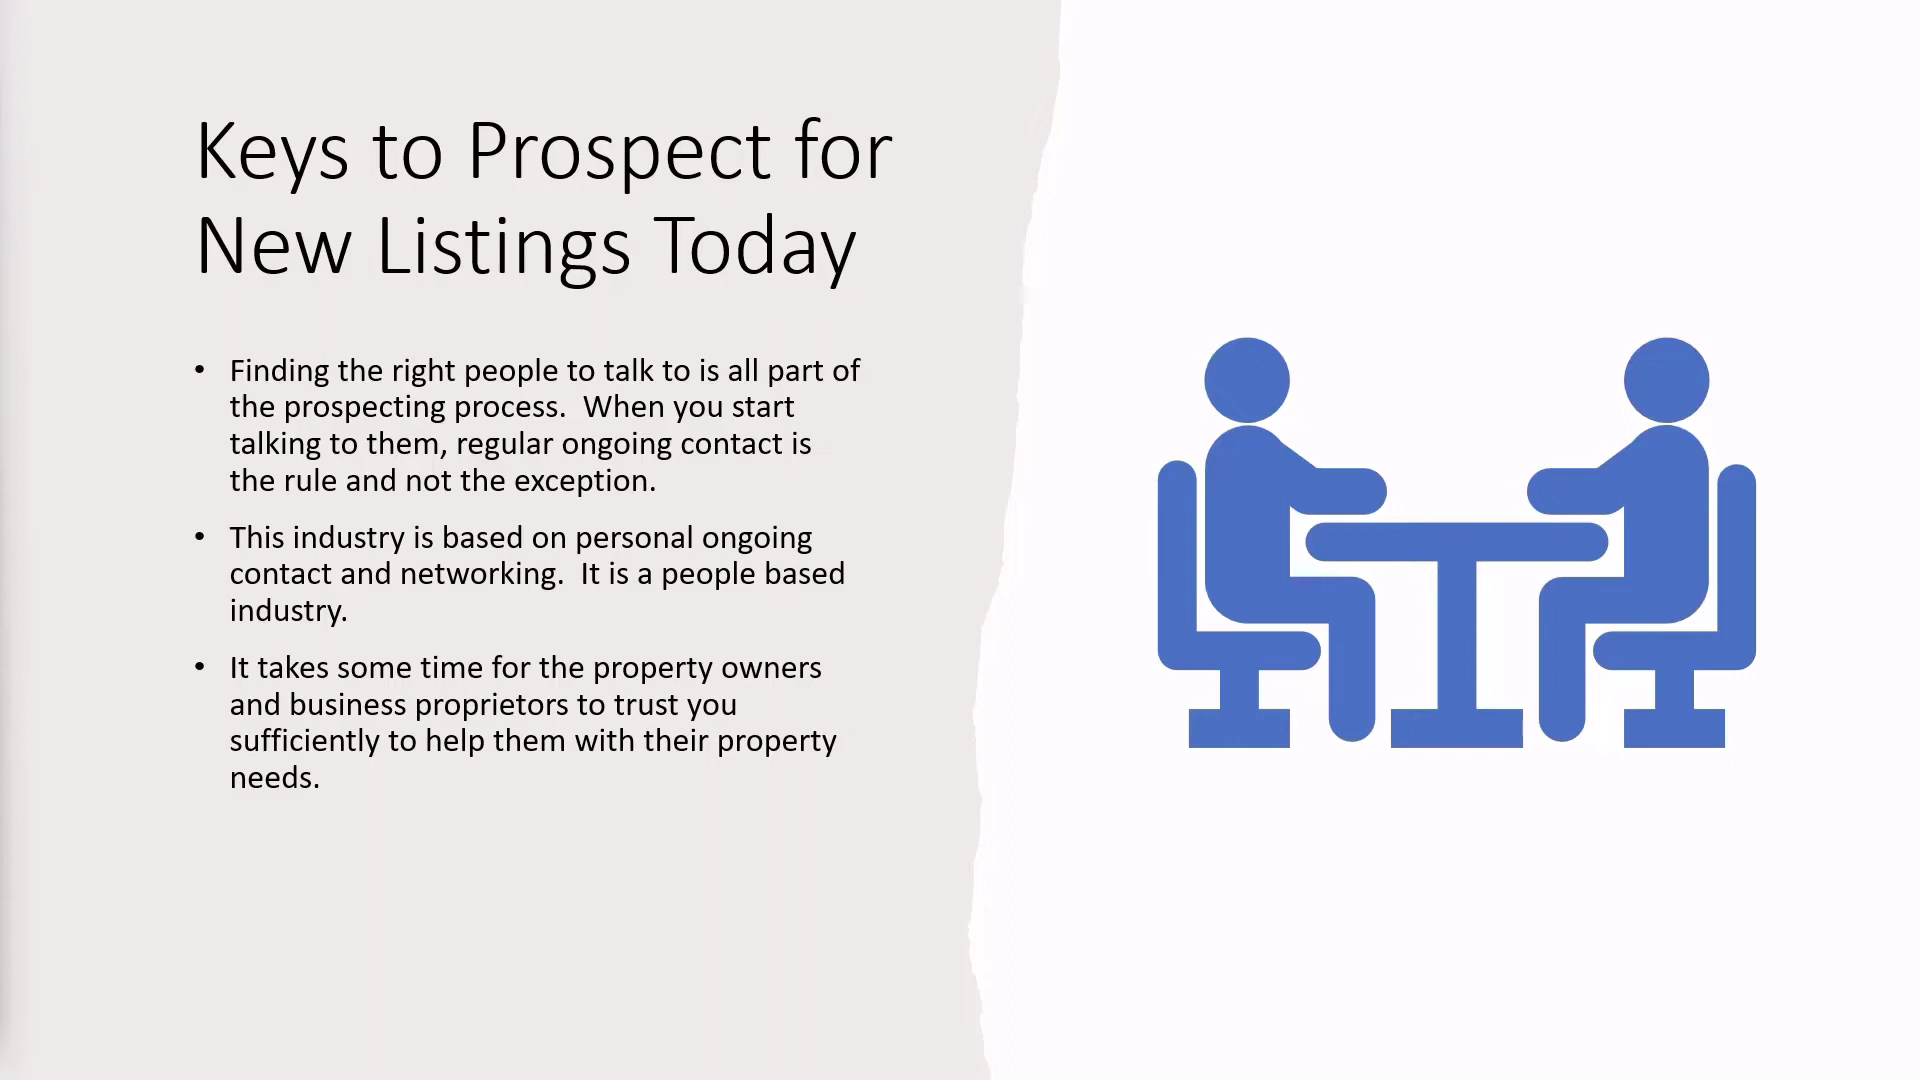 Keys to Prospect for
New Listings Today
• Finding the right people to talk to is all part of
the prospecting process.  When you start
talking to them, regular ongoing contact is
the rule and not the exception.
• This industry is based on personal ongoing
contact and networking.  It is a people based
industry.
• It takes some time for the property owners
and business proprietors to trust you
sufficiently to help them with their property
needs.